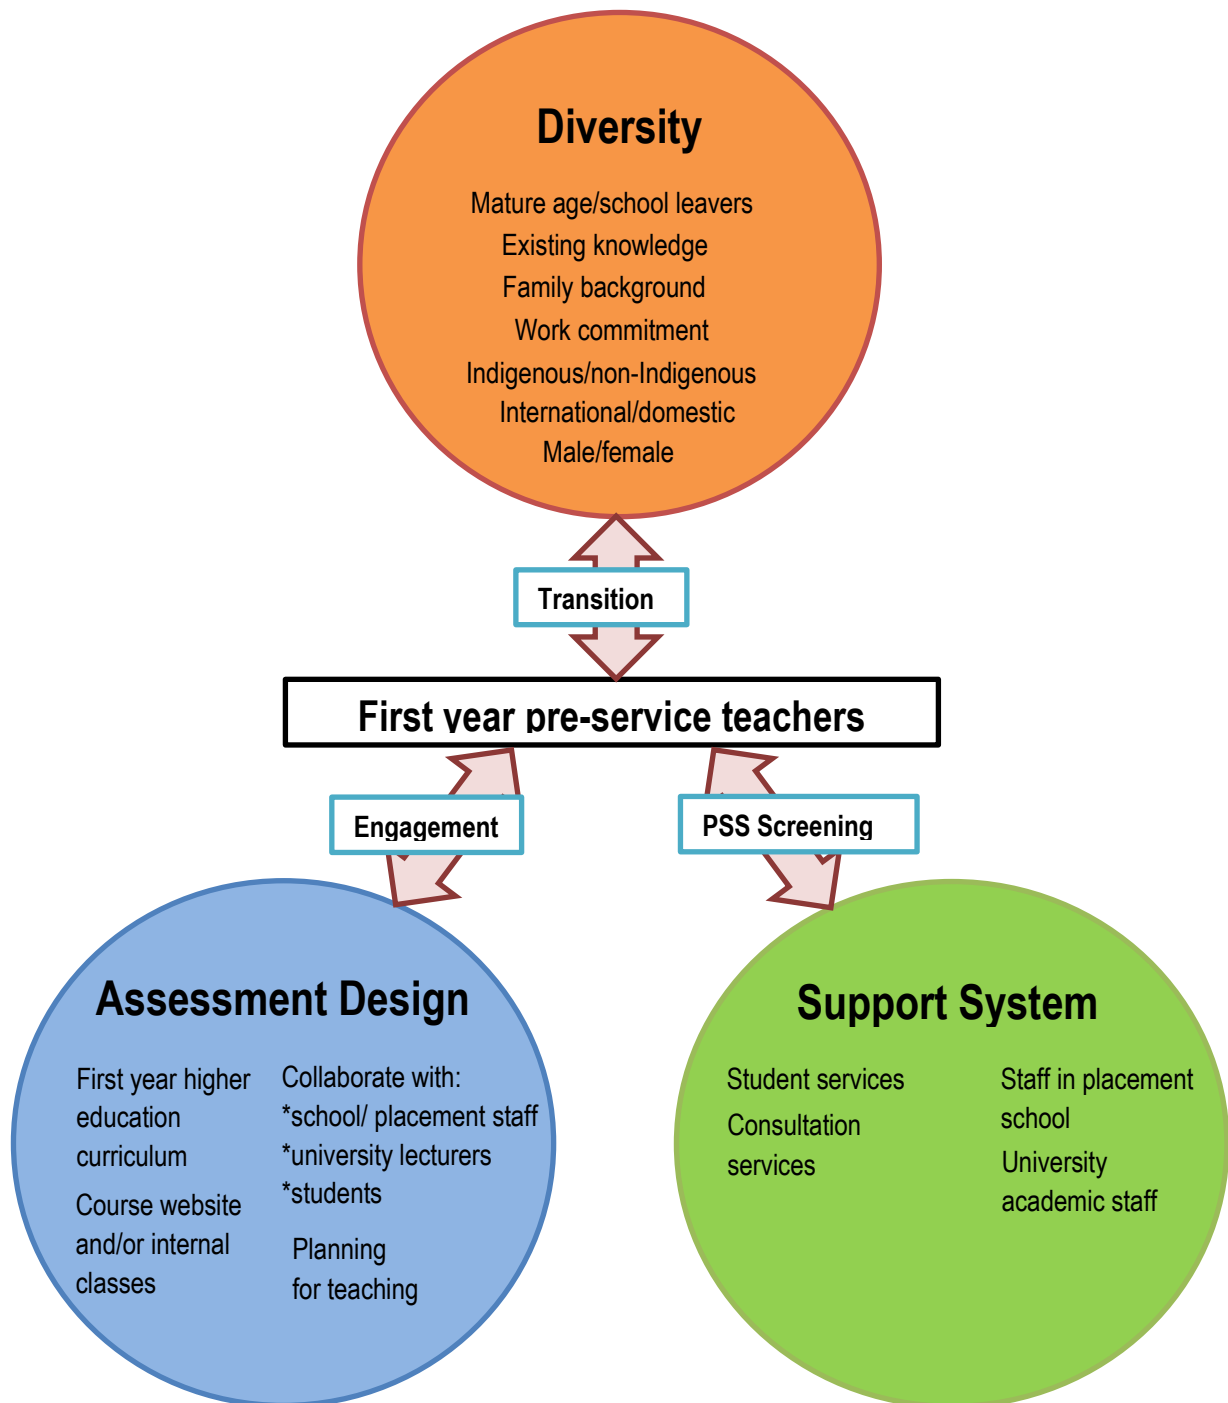 Diversity
Mature age/school leavers
Existing knowledge
Family background
Work commitment
Indigenous/non-Indigenous
International/domestic
Male/female
Transition
First year pre-service teachers
Engagement
PSS Screening
Assessment Design
First year higher
education
curriculum
Course website
and/or internal
classes
Collaborate with:
*school/ placement staff
*university lecturers
*students
Planning
for teaching
Support System
Student services
Consultation
services
Staff in placement
school
University
academic staff